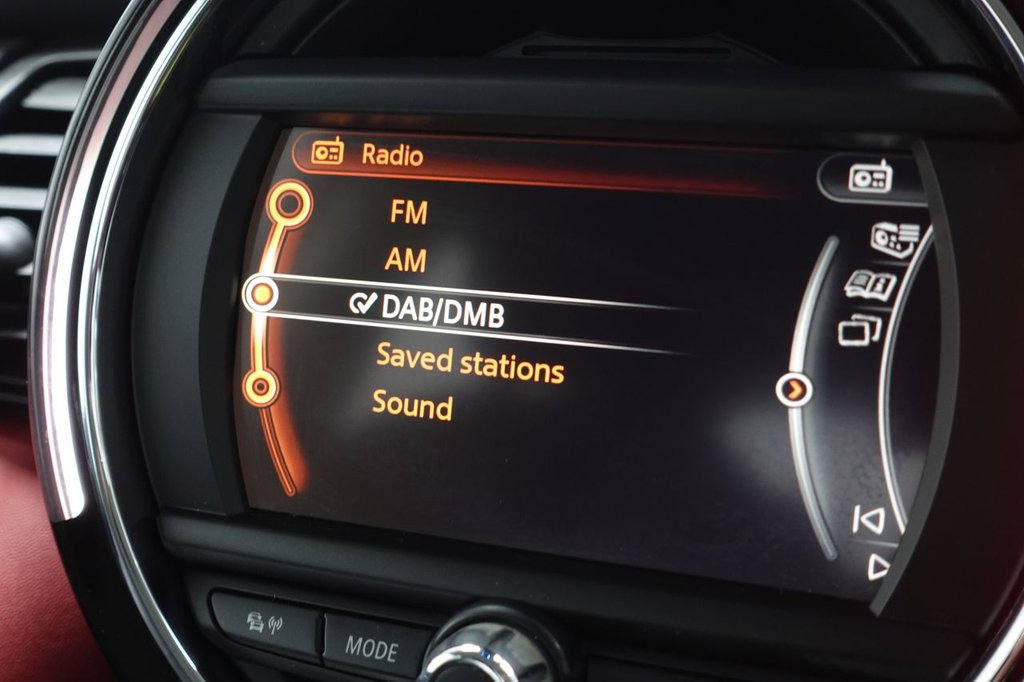 Radio
FM
AM
DAB/DMB
Saved stations
Sound
MODE